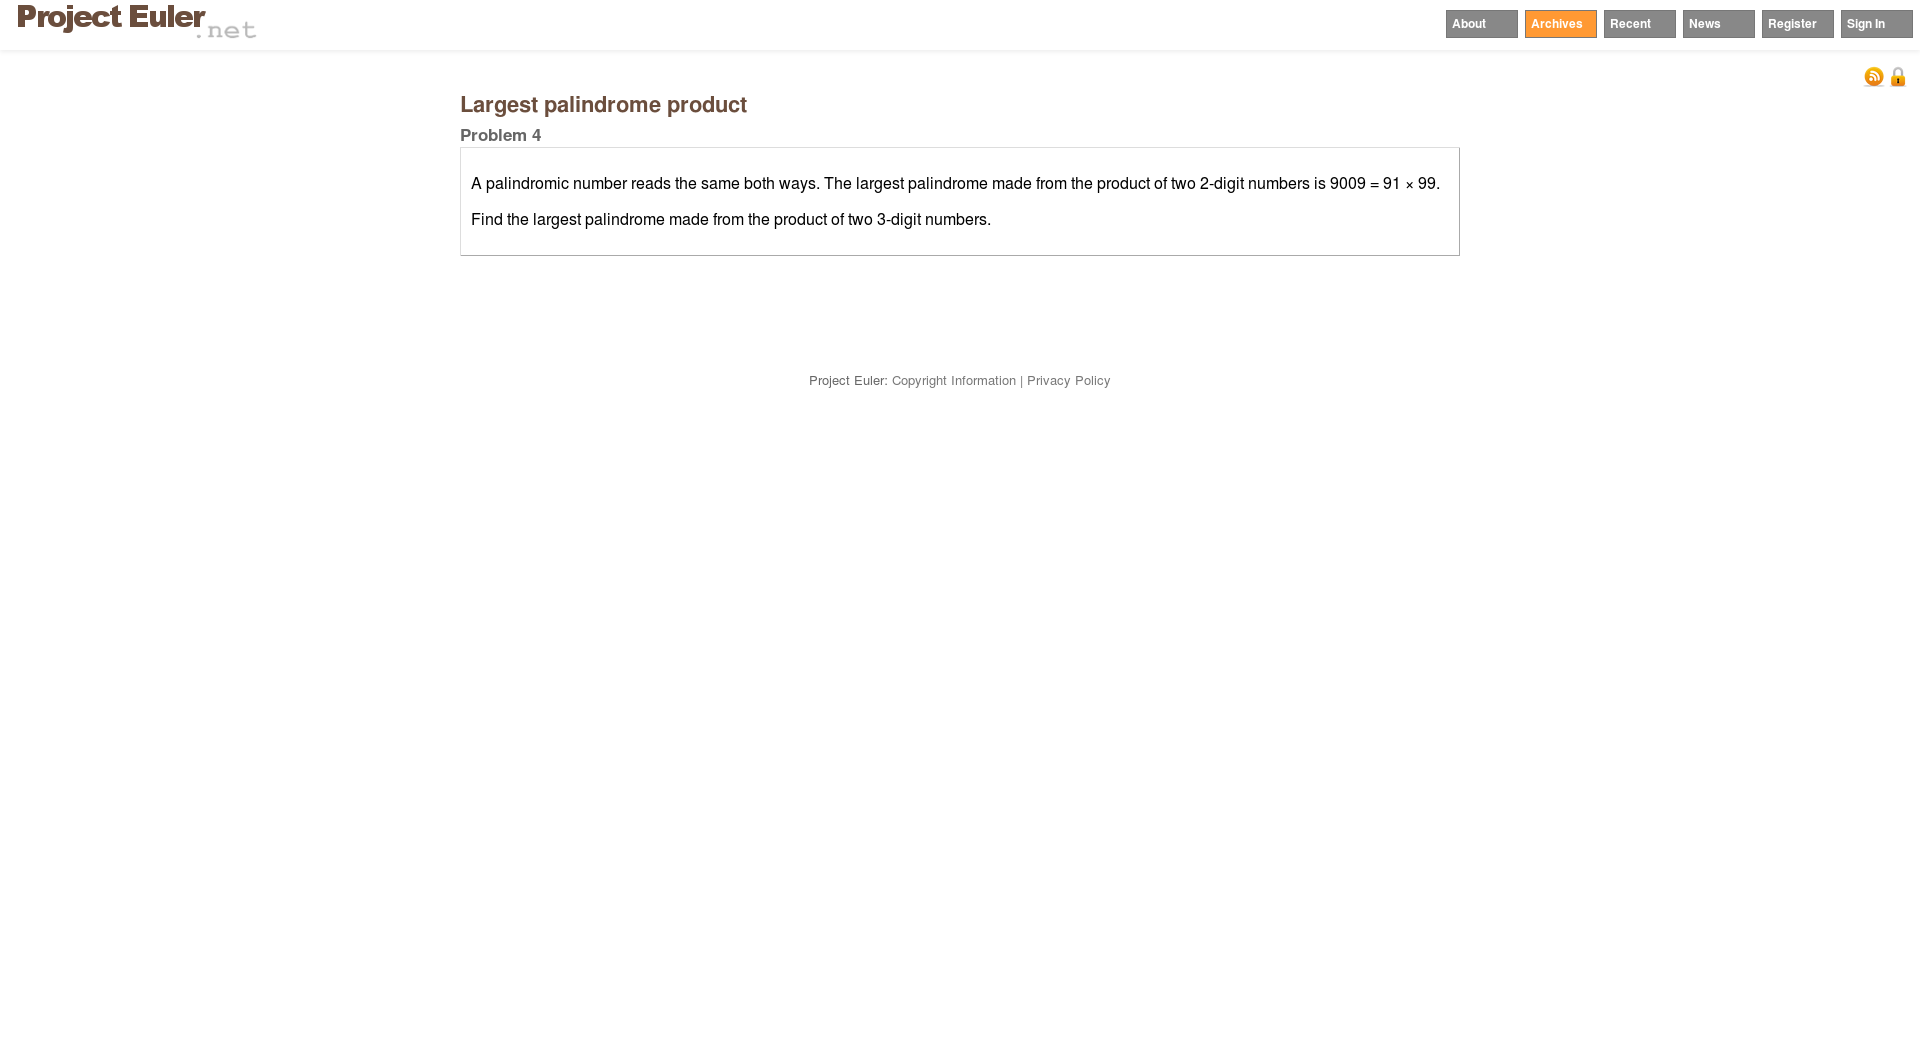 Project Euler.net
About Archives Recent News Register Sign In
Largest palindrome product
Problem 4
A palindromic number reads the same both ways. The largest palindrome made from the product of two 2-digit numbers is 9009 = 91 × 99.
Find the largest palindrome made from the product of two 3-digit numbers.
Project Euler: Copyright Information | Privacy Policy